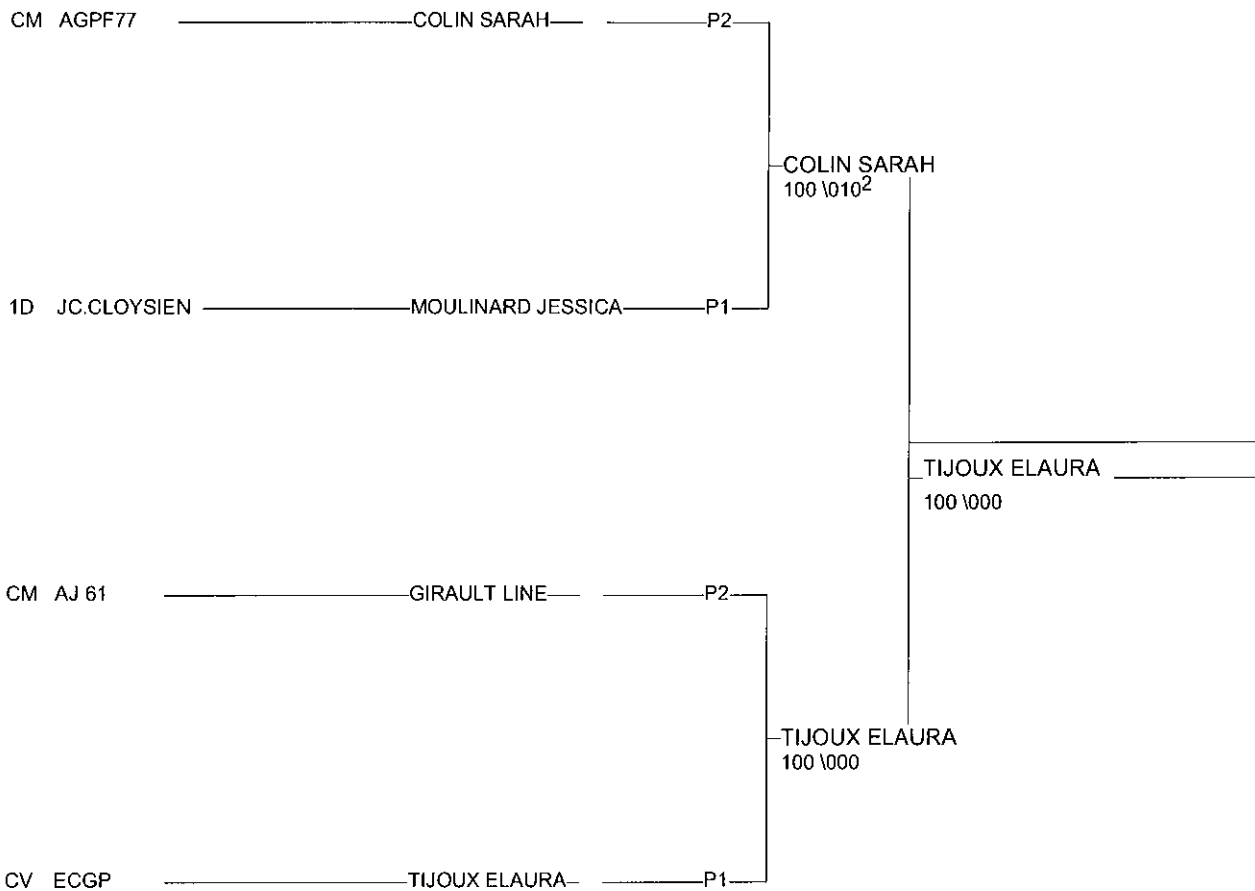 CM AGPF77 COLIN SARAH P2
COLIN SARAH
100 \010²
1D JC.CLOYSIEN MOULINARD JESSICA P1
TIJOUX ELAURA
100 \000
CM AJ 61 GIRAULT LINE P2
TIJOUX ELAURA
100 \000
CV ECGP TIJOUX ELAURA P1